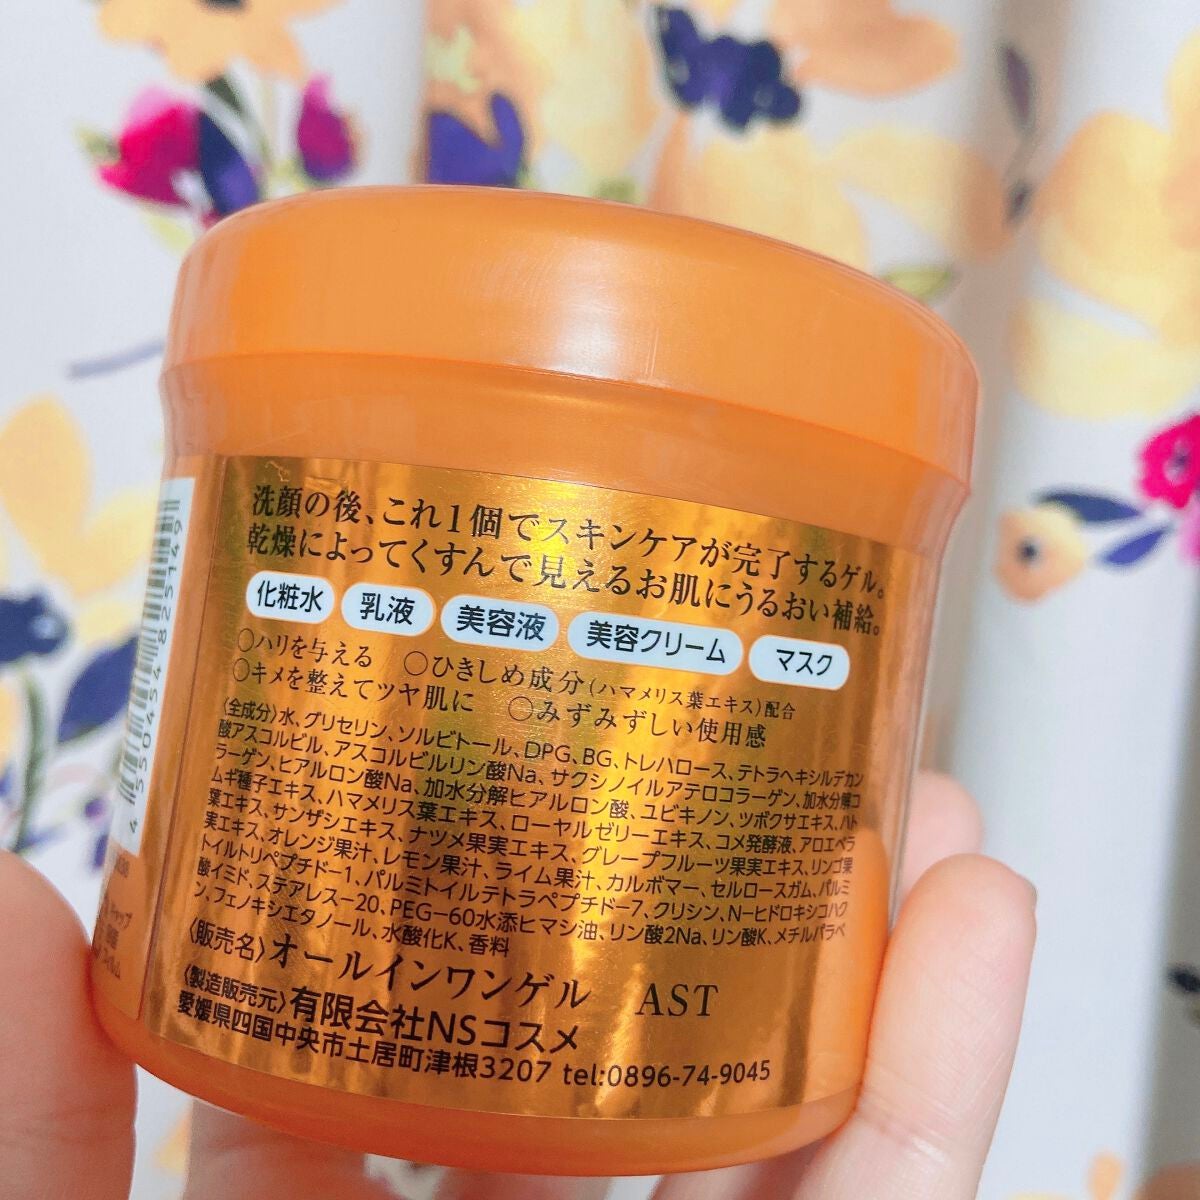 洗顔の後、これ1個でスキンケアが完了するゲル。
乾燥によってくすんで見えるお肌にうるおい補給。
化粧水 乳液 美容液 美容クリーム マスク
○ハリを与える ○ひきしめ成分(ハマメリス葉エキス)配合
○キメを整えてツヤ肌に ○みずみずしい使用感
〈全成分〉水、グリセリン、ソルビトール、DPG、BG、トレハロース、テトラヘキシルデカン
酸アスコルビル、アスコルビルリン酸Na、サクシノイルアテロコラーゲン、加水分解コ
ラーゲン、ヒアルロン酸Na、加水分解ヒアルロン酸、ユビキノン、ツボクサエキス、ハト
ムギ種子エキス、ハマメリス葉エキス、ローヤルゼリーエキス、コメ発酵液、アロエベラ
葉エキス、サンザシエキス、ナツメ果実エキス、グレープフルーツ果実エキス、リンゴ果
実エキス、オレンジ果汁、レモン果汁、ライム果汁、カルボマー、セルロースガム、パルミ
トイルトリペプチド-1、パルミトイルテトラペプチド-7、クリシン、N-ヒドロキシコハク
酸イミド、ステアレス-20、PEG-60水添ヒマシ油、リン酸2Na、リン酸K、メチルパラベ
ン、フェノキシエタノール、水酸化K、香料
〈販売名〉オールインワンゲル AST
〈製造販売元〉有限会社NSコスメ
愛媛県四国中央市土居町津根3207 tel:0896-74-9045
4 550454 825149
キャップ